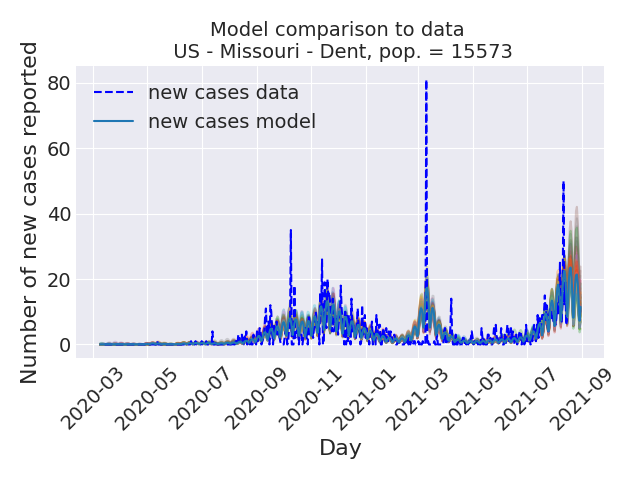 Model comparison to data
US - Missouri - Dent, pop. = 15573
Number of new cases reported
80
60
40
20
0
new cases data
new cases model
2020-03
2020-05
2020-07
2020-09
2020-11
2021-01
2021-03
2021-05
2021-07
2021-09
Day